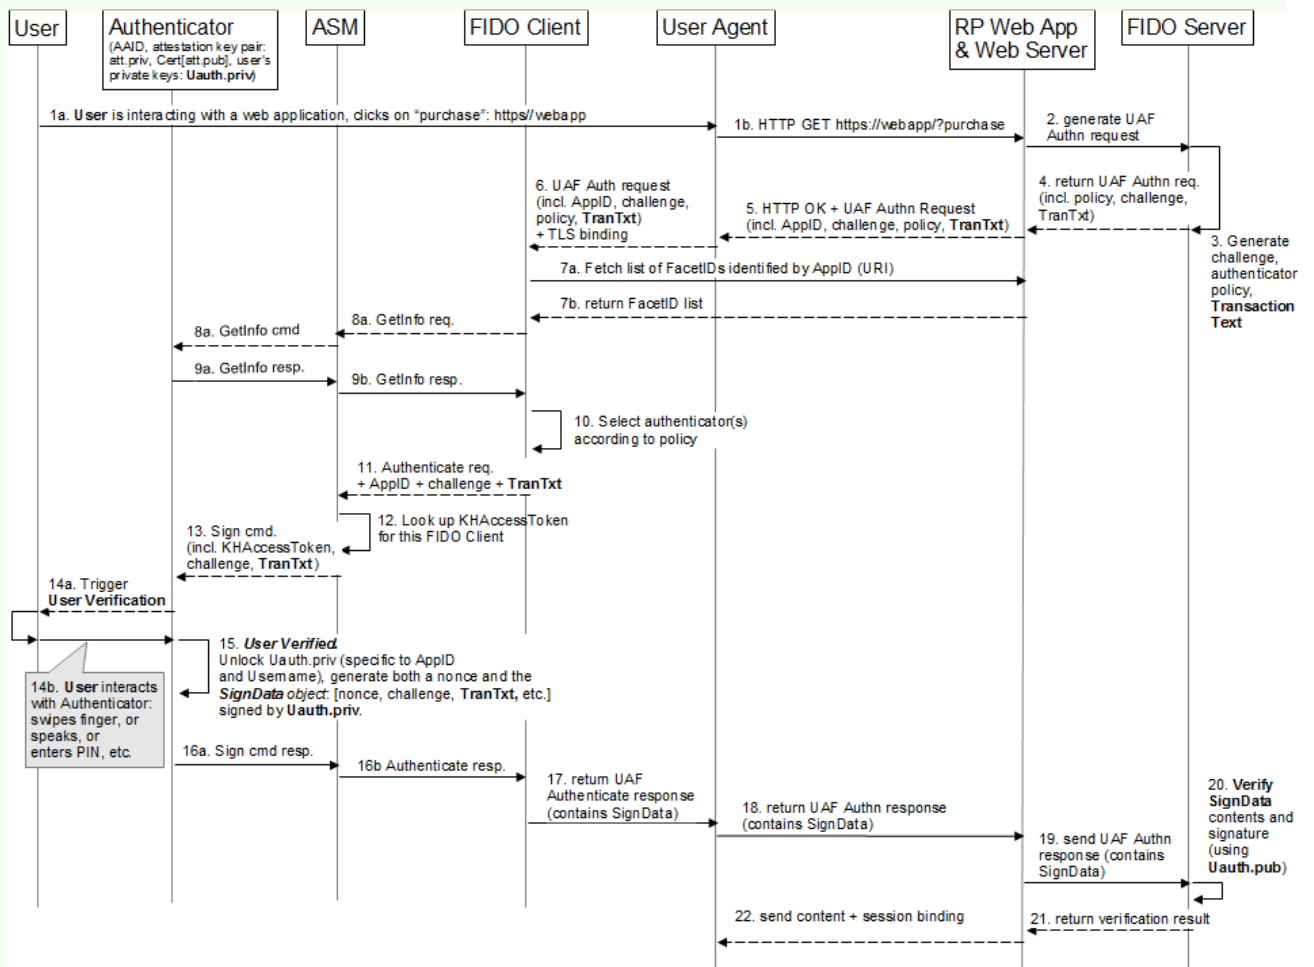 User
Authenticator
(AAID, attestation key pair:
att.priv, Cert[att.pub], user's
private keys: Uauth.priv)
ASM
FIDO Client
User Agent
RP Web App
& Web Server
FIDO Server
1a. User is interacting with a web application, clicks on "purchase": https//webapp
1b. HTTP GET https://webapp/?purchase
2. generate UAF
Authn request
3. Generate
challenge,
authenticator
policy,
Transaction
Text
4. return UAF Authn req.
(incl. policy, challenge,
TranTxt)
5. HTTP OK + UAF Authn Request
(incl. AppID, challenge, policy, TranTxt)
6. UAF Auth request
(incl. AppID, challenge,
policy, TranTxt)
+ TLS binding
7a. Fetch list of FacetIDs identified by AppID (URI)
7b. return FacetID list
8a. GetInfo req.
8a. GetInfo cmd
9a. GetInfo resp.
9b. GetInfo resp.
10. Select authenticator(s)
according to policy
11. Authenticate req.
+ AppID + challenge + TranTxt
12. Look up KHAccessToken
for this FIDO Client
13. Sign cmd.
(incl. KHAccessToken,
challenge, TranTxt)
14a. Trigger
User Verification
14b. User interacts
with Authenticator:
swipes finger, or
speaks, or
enters PIN, etc.
15. User Verified.
Unlock Uauth.priv (specific to AppID
and Username), generate both a nonce and the
SignData object: [nonce, challenge, TranTxt, etc.]
signed by Uauth.priv.
16a. Sign cmd resp.
16b Authenticate resp.
17. return UAF
Authenticate response
(contains SignData)
18. return UAF Authn response
(contains SignData)
19. send UAF Authn
response (contains
SignData)
20. Verify
SignData
contents and
signature
(using
Uauth.pub)
21. return verification result
22. send content + session binding